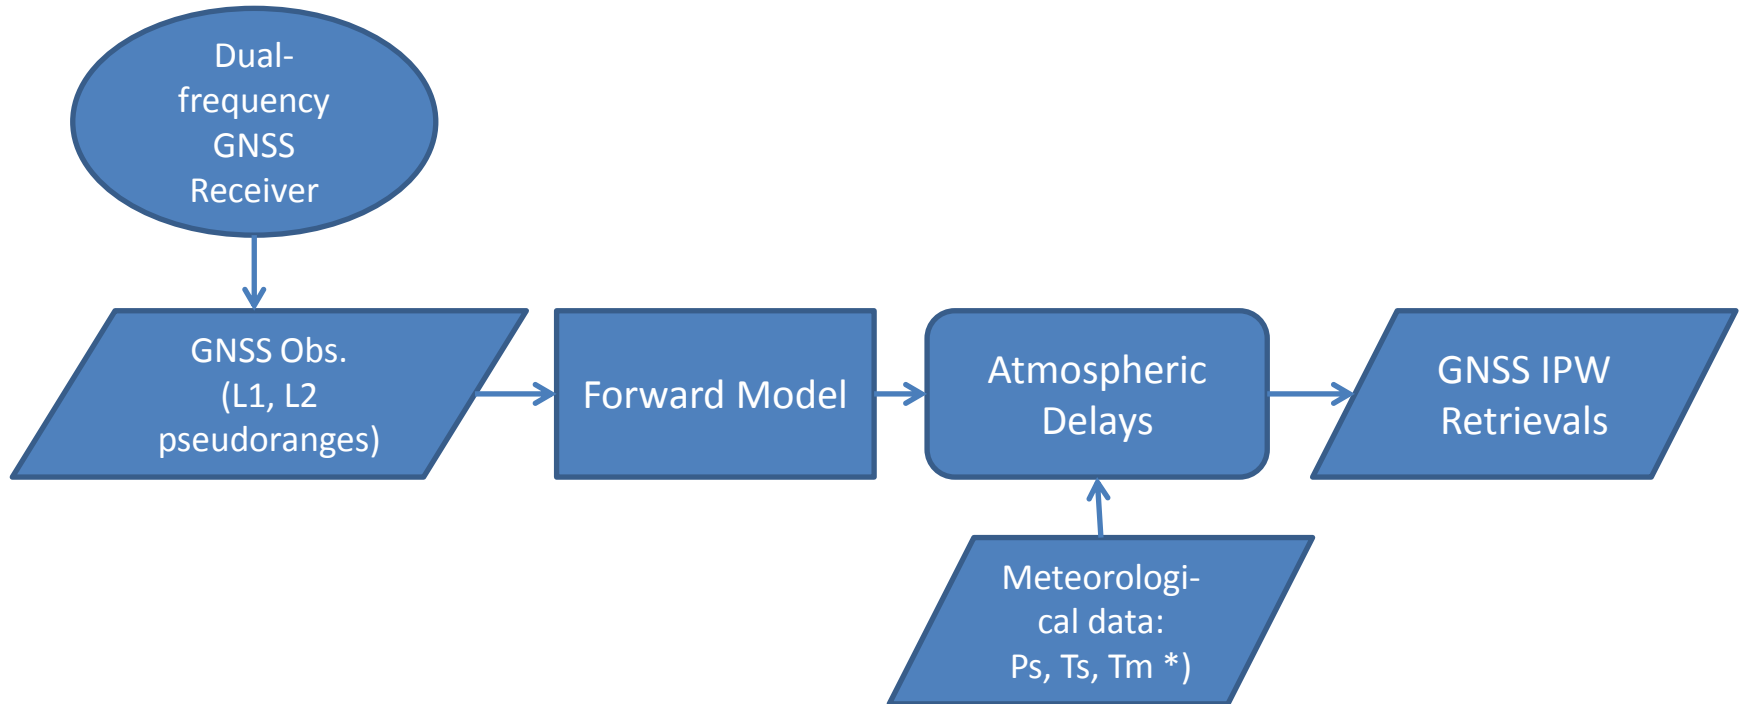 Dual-
frequency
GNSS
Receiver
GNSS Obs.
(L1, L2
pseudoranges)
Forward Model
Atmospheric
Delays
GNSS IPW
Retrievals
Meteorologi-
cal data:
Ps, Ts, Tm *)